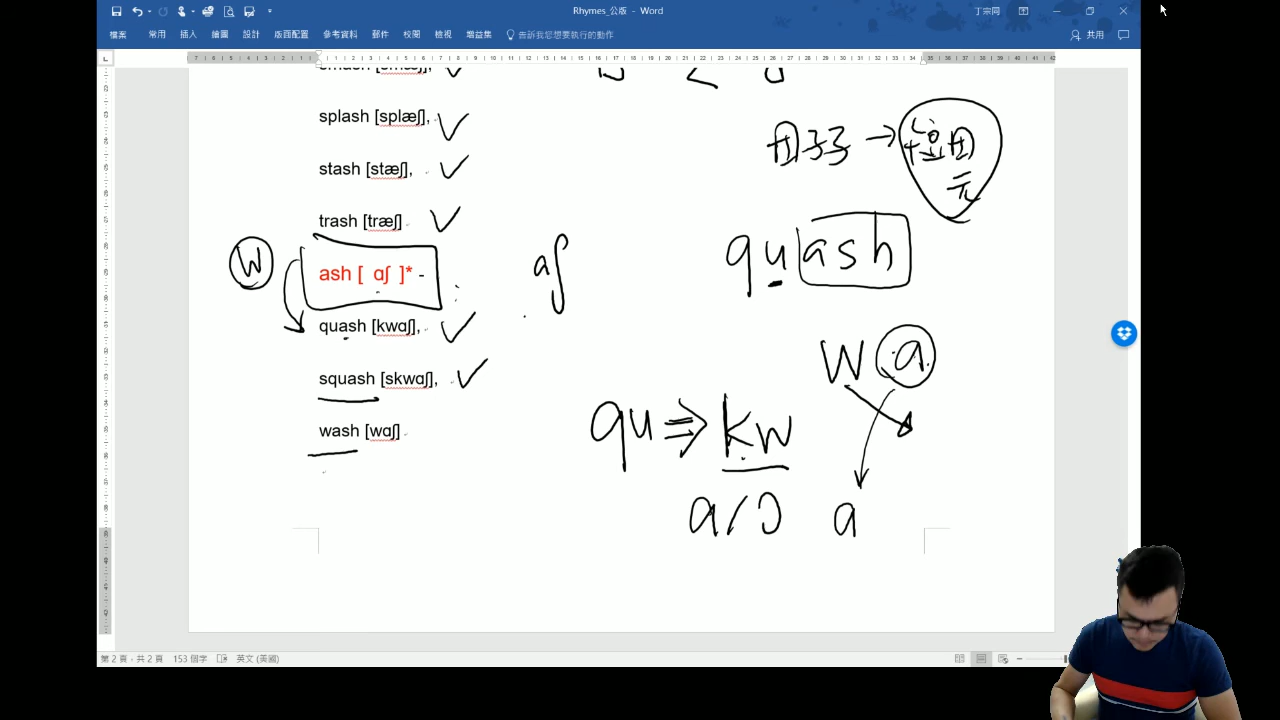 Rhymes_公版 - Word
丁宗同
檔案 常用 插入 繪圖 設計 版面配置 參考資料 郵件 校閱 檢視 增益集 告訴我您想要執行的動作 共用
splash [splæʃ],
stash [stæʃ],
trash [træʃ]
W
ash [ ɑʃ ]* -
aʃ
quash
quash [kwɑʃ],
squash [skwɑʃ],
wash [wɑʃ]
w a
qu ⇒ kw
a/ɔ a
第 2 頁，共 2 頁 153 個字 英文 (美國)